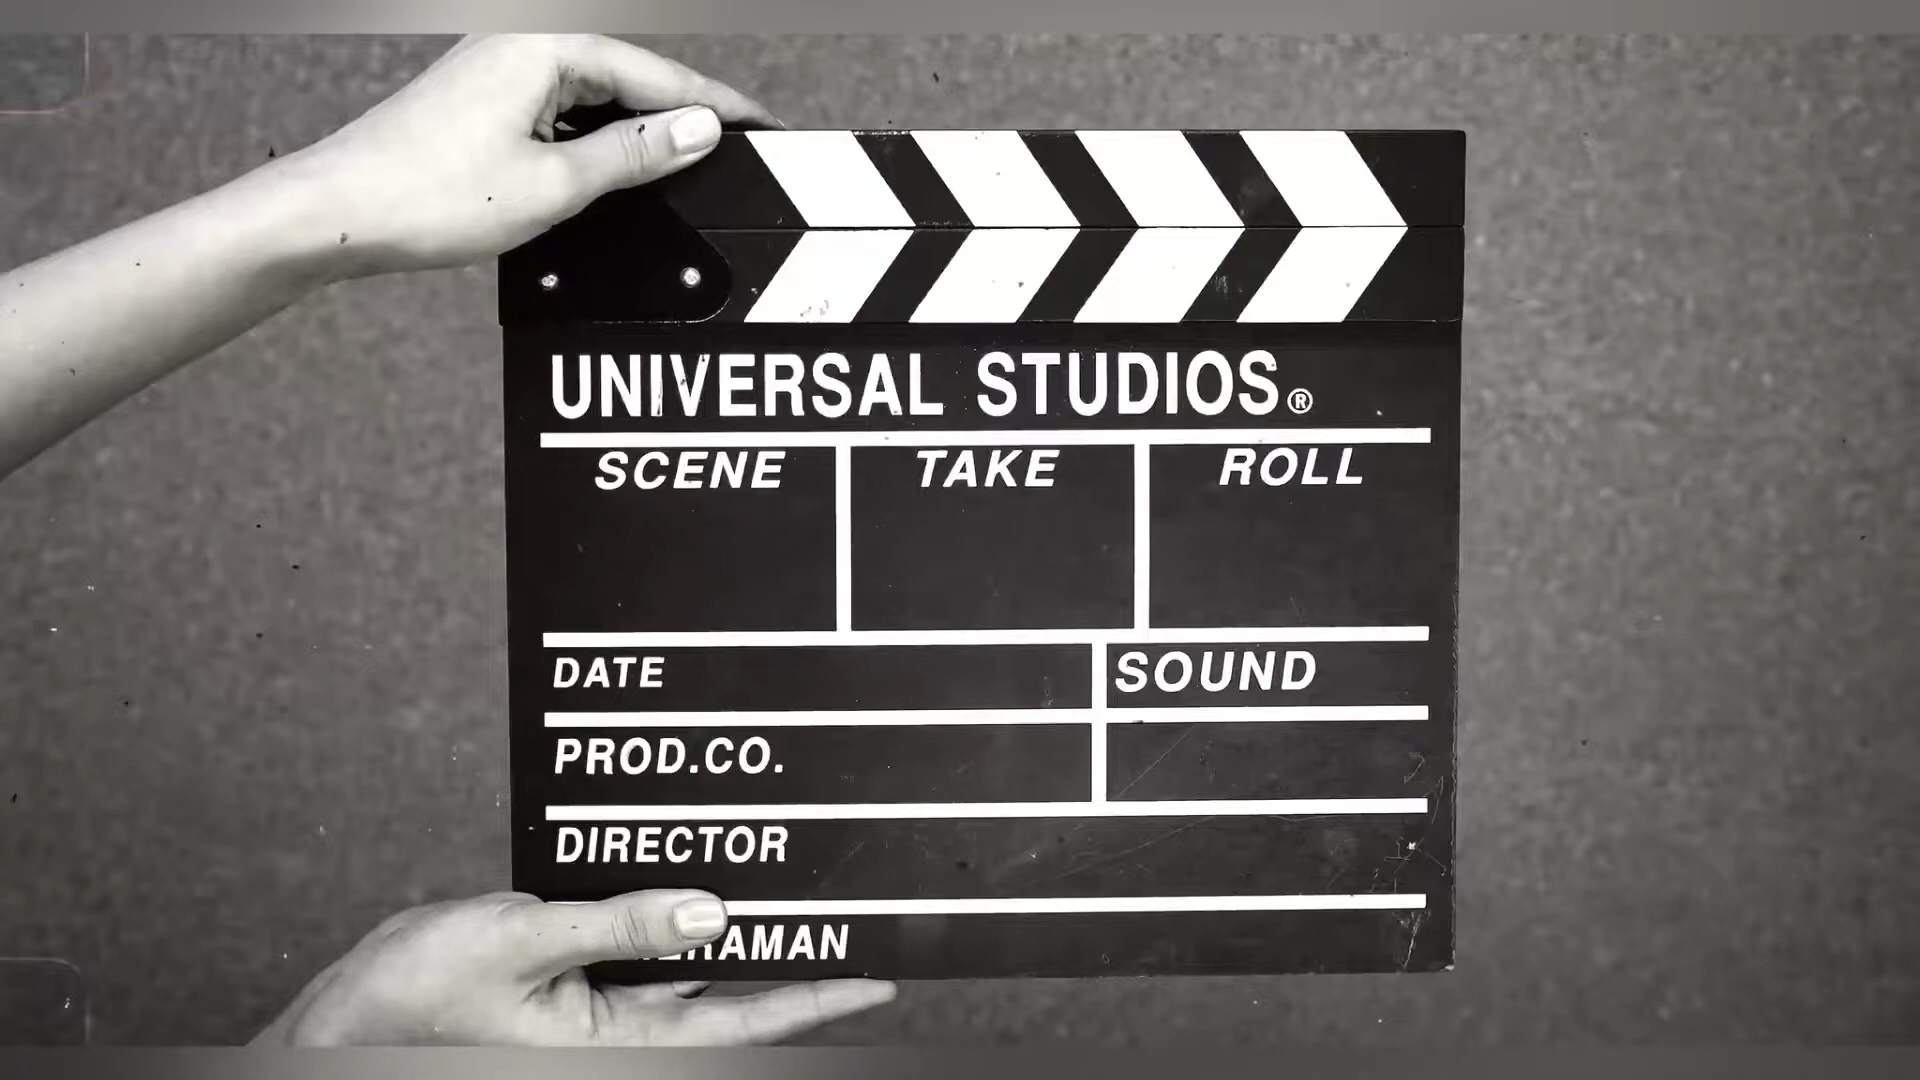 UNIVERSAL STUDIOS®
SCENE TAKE ROLL
DATE SOUND
PROD.CO.
DIRECTOR